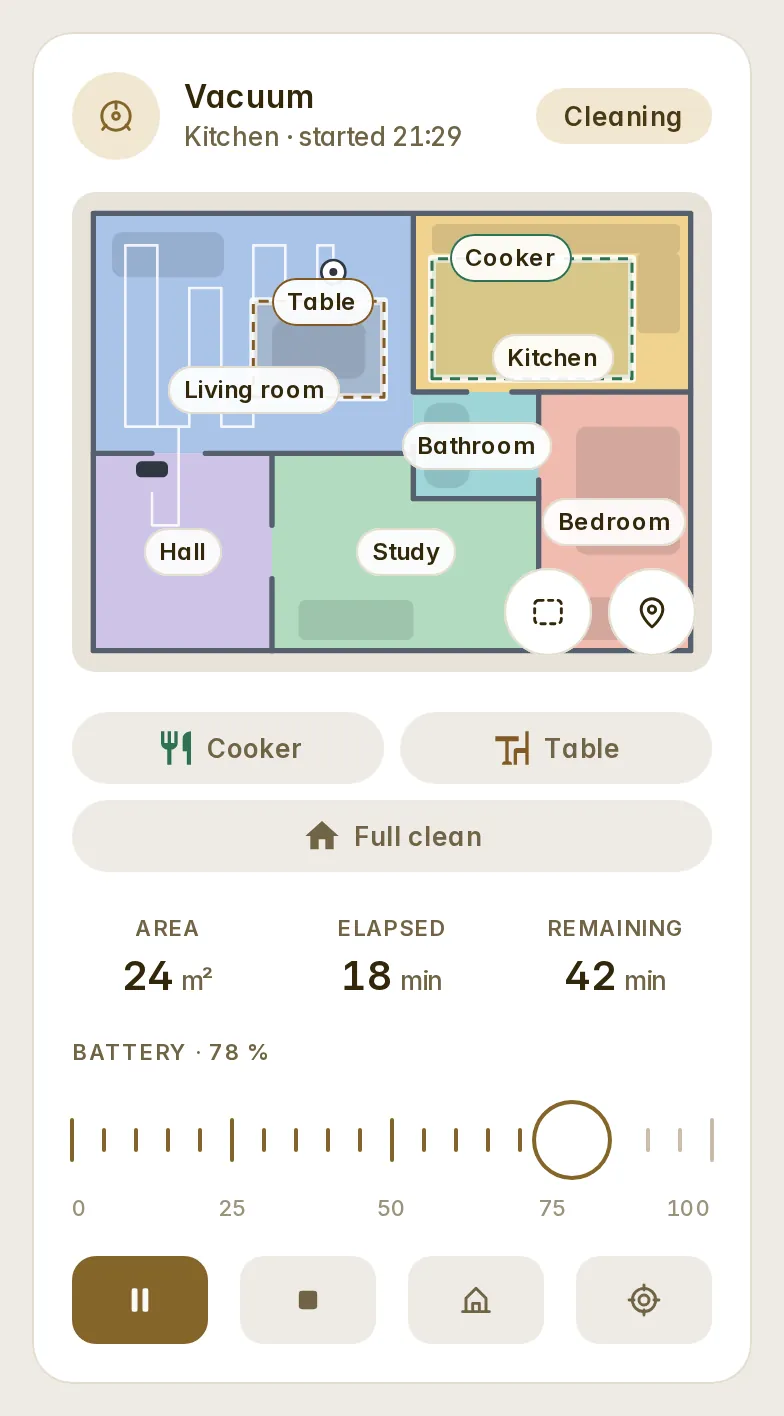 Vacuum
Kitchen · started 21:29
Cleaning
Cooker
Table
Kitchen
Living room
Bathroom
Bedroom
Hall
Study
Cooker
Table
Full clean
AREA
24 m²
ELAPSED
18 min
REMAINING
42 min
BATTERY · 78 %
0 25 50 75 100